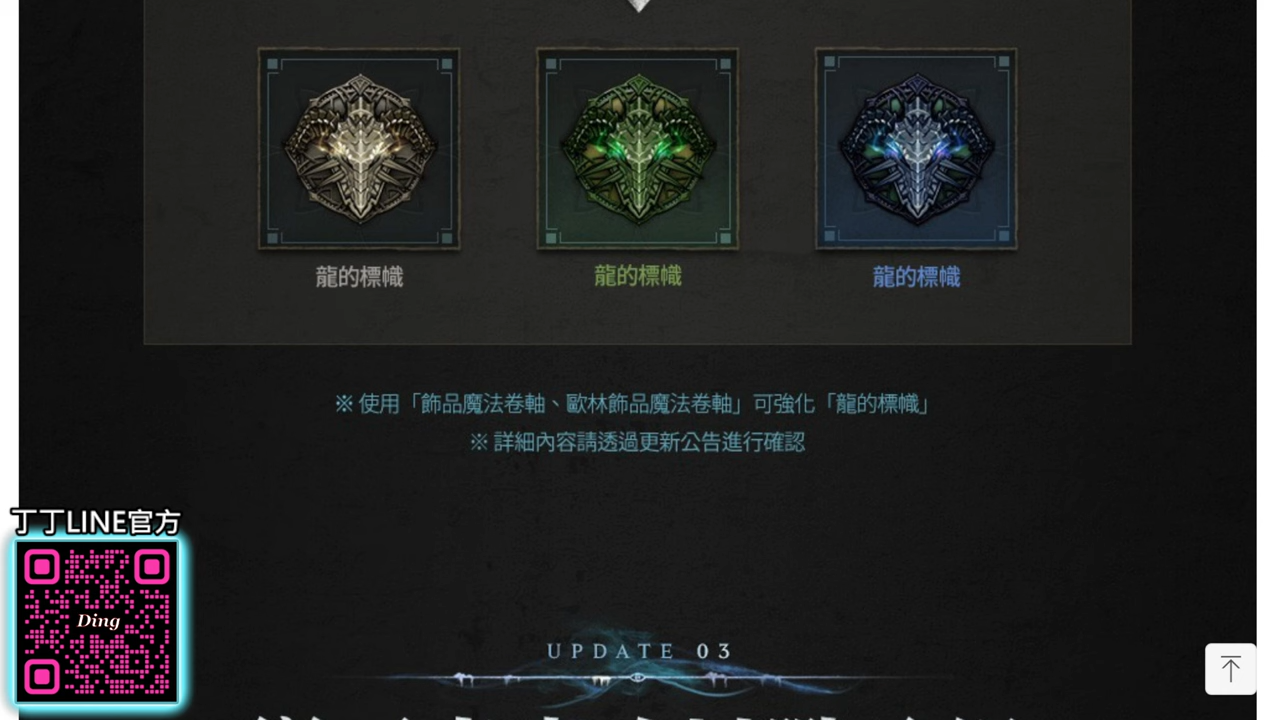 龍的標幟
龍的標幟
龍的標幟
※ 使用「飾品魔法卷軸、歐林飾品魔法卷軸」可強化「龍的標幟」
※ 詳細內容請透過更新公告進行確認
丁丁LINE官方
Ding
UPDATE 03